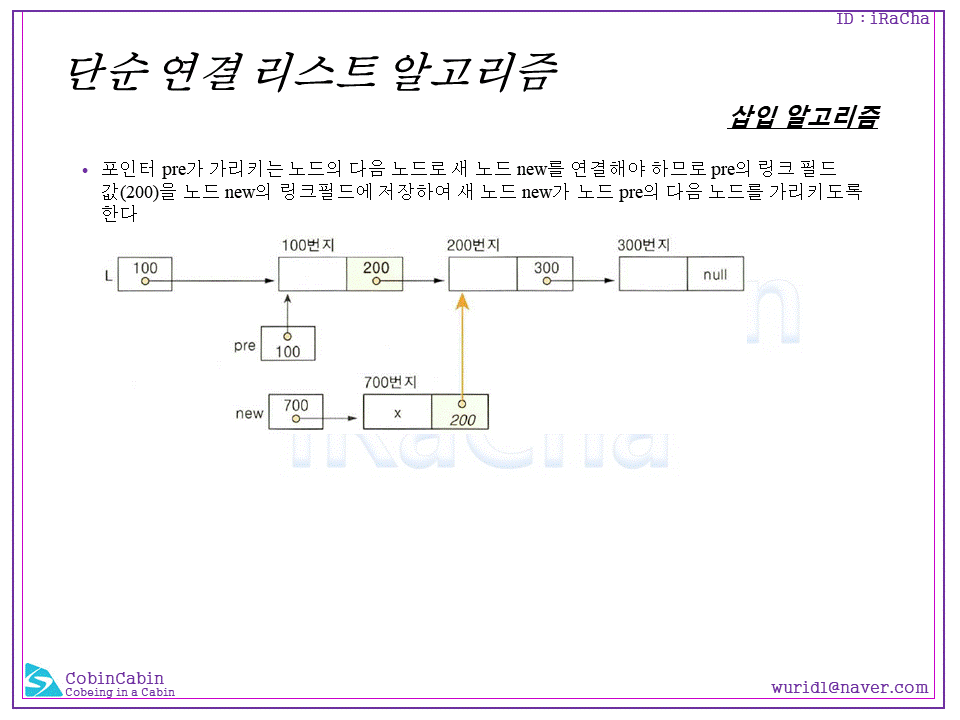 ID : iRaCha
단순 연결 리스트 알고리즘
삽입 알고리즘
• 포인터 pre가 가리키는 노드의 다음 노드로 새 노드 new를 연결해야 하므로 pre의 링크 필드
값(200)을 노드 new의 링크필드에 저장하여 새 노드 new가 노드 pre의 다음 노드를 가리키도록
한다
100번지 200번지 300번지
L 100 200 300 null
pre 100
700번지
new 700 x 200
iRaCha
n
CobinCabin
Cobeing in a Cabin
wurid1@naver.com